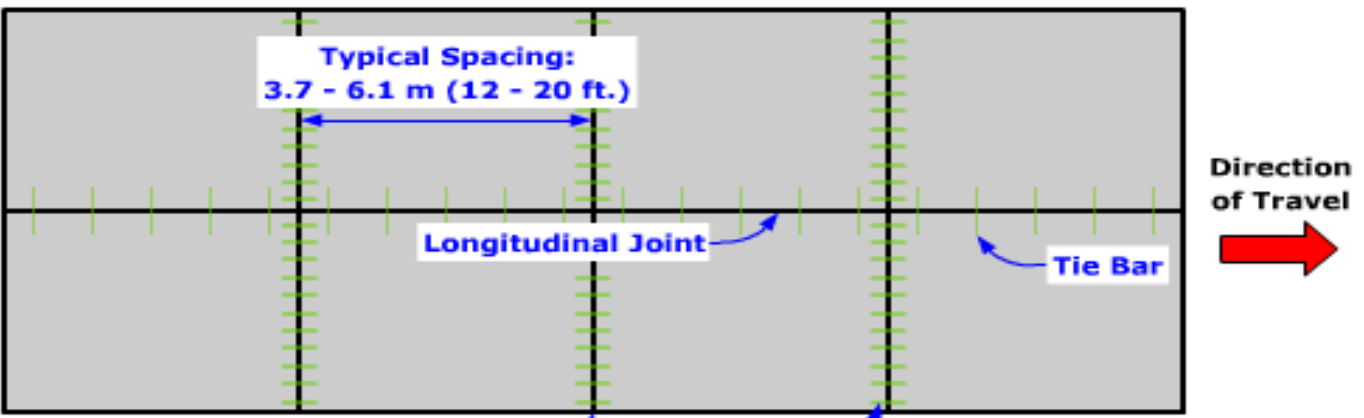 Typical Spacing:
3.7 - 6.1 m (12 - 20 ft.)
Direction
of Travel
Longitudinal Joint
Tie Bar